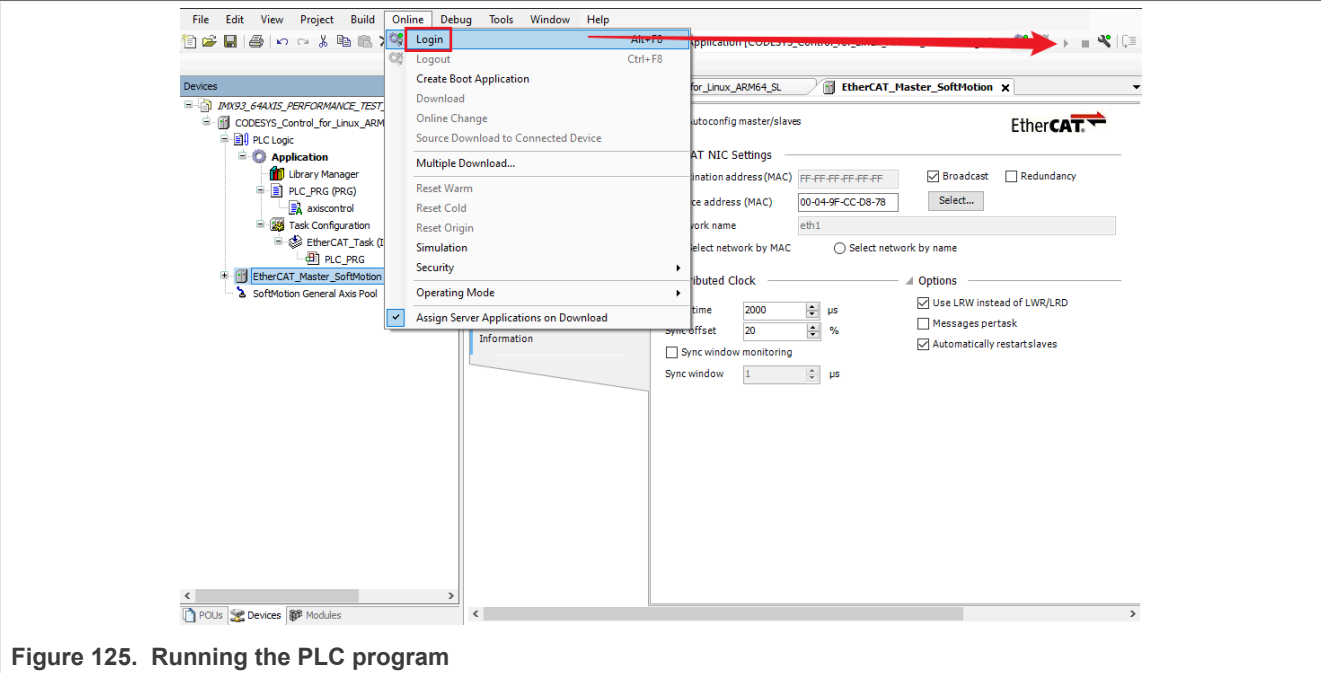 File Edit View Project Build Online Debug Tools Window Help
Login Alt+F8
Application [CODESYS_Control_for_Linux_
Logout Ctrl+F8
Create Boot Application
Download
Online Change
Source Download to Connected Device
Multiple Download...
Reset Warm
Reset Cold
Reset Origin
Simulation
Security
Operating Mode
Assign Server Applications on Download
Devices
IMX93_64AXIS_PERFORMANCE_TEST_
CODESYS_Control_for_Linux_ARM
PLC Logic
Application
Library Manager
PLC_PRG (PRG)
axiscontrol
Task Configuration
EtherCAT_Task (I
PLC_PRG
EtherCAT_Master_SoftMotion
SoftMotion General Axis Pool
for_Linux_ARM64_SL EtherCAT_Master_SoftMotion x
utoconfig master/slaves
EtherCAT.
AT NIC Settings
ination address (MAC) FF-FF-FF-FF-FF-FF Broadcast Redundancy
ce address (MAC) 00-04-9F-CC-D8-78 Select...
work name eth1
elect network by MAC Select network by name
ributed Clock Options
time 2000 µs Use LRW instead of LWR/LRD
Sync offset 20 % Messages pertask
Sync window monitoring Automatically restartslaves
Sync window 1 µs
Information
POUs Devices Modules
Figure 125. Running the PLC program